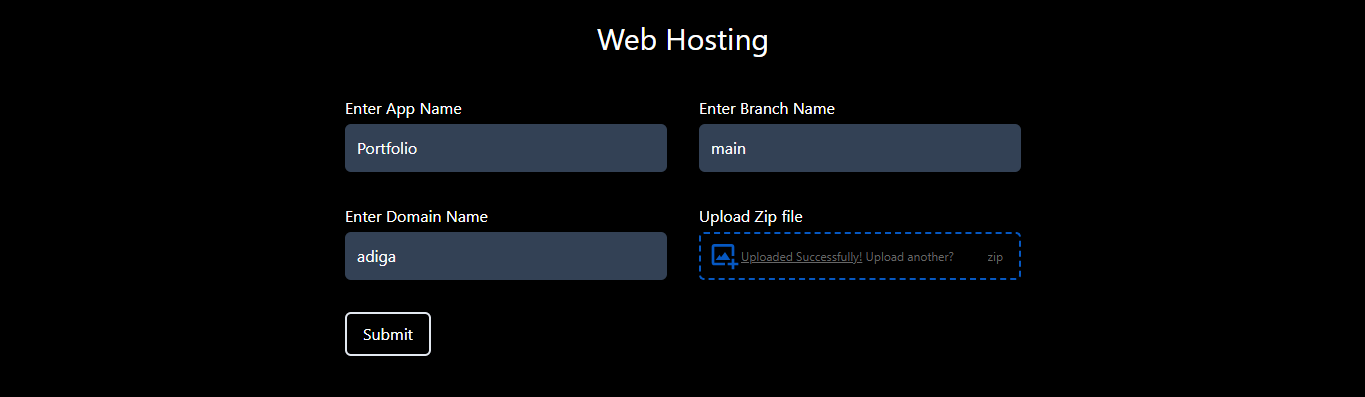 Web Hosting
Enter App Name
Portfolio
Enter Branch Name
main
Enter Domain Name
adiga
Upload Zip file
Uploaded Successfully! Upload another? zip
Submit